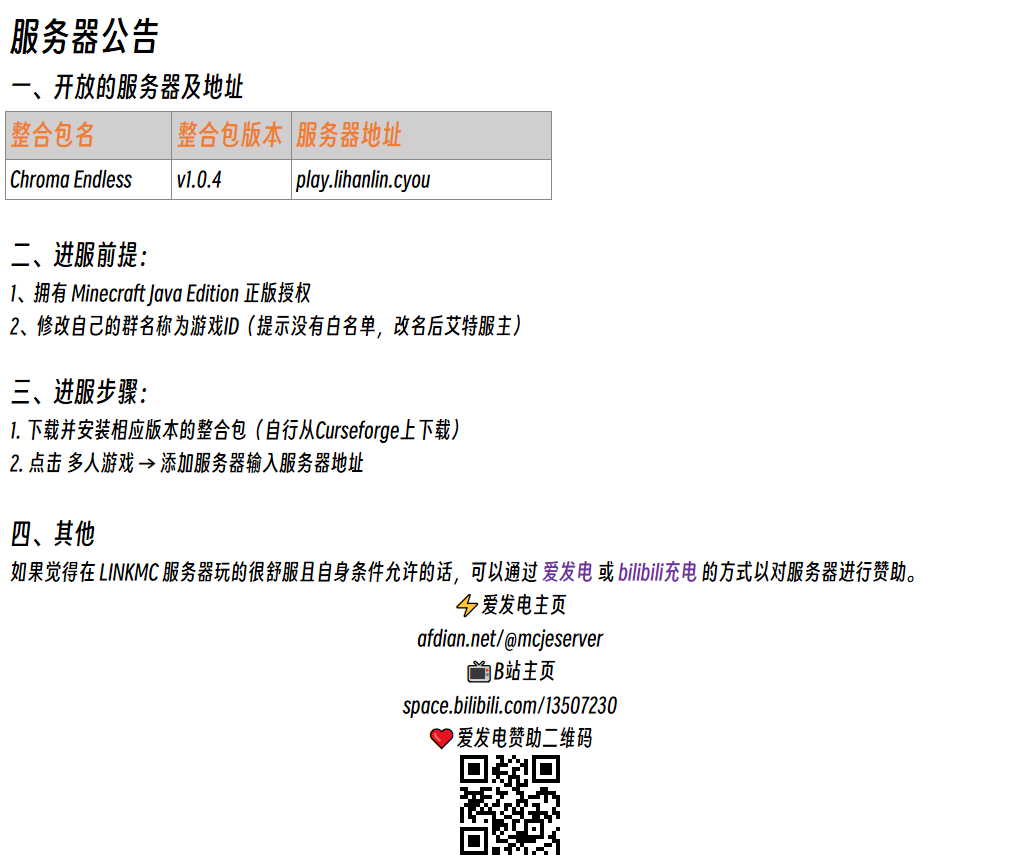 服务器公告
一、开放的服务器及地址
整合包名 整合包版本 服务器地址
Chroma Endless v1.0.4 play.lihanlin.cyou
二、进服前提：
1、拥有 Minecraft Java Edition 正版授权
2、修改自己的群名称为游戏ID（提示没有白名单，改名后艾特服主）
三、进服步骤：
1. 下载并安装相应版本的整合包（自行从Curseforge上下载）
2. 点击 多人游戏 → 添加服务器输入服务器地址
四、其他
如果觉得在 LINKMC 服务器玩的很舒服且自身条件允许的话，可以通过 爱发电 或 bilibili充电 的方式以对服务器进行赞助。
⚡爱发电主页
afdian.net/@mcjeserver
📺B站主页
space.bilibili.com/13507230
❤️爱发电赞助二维码